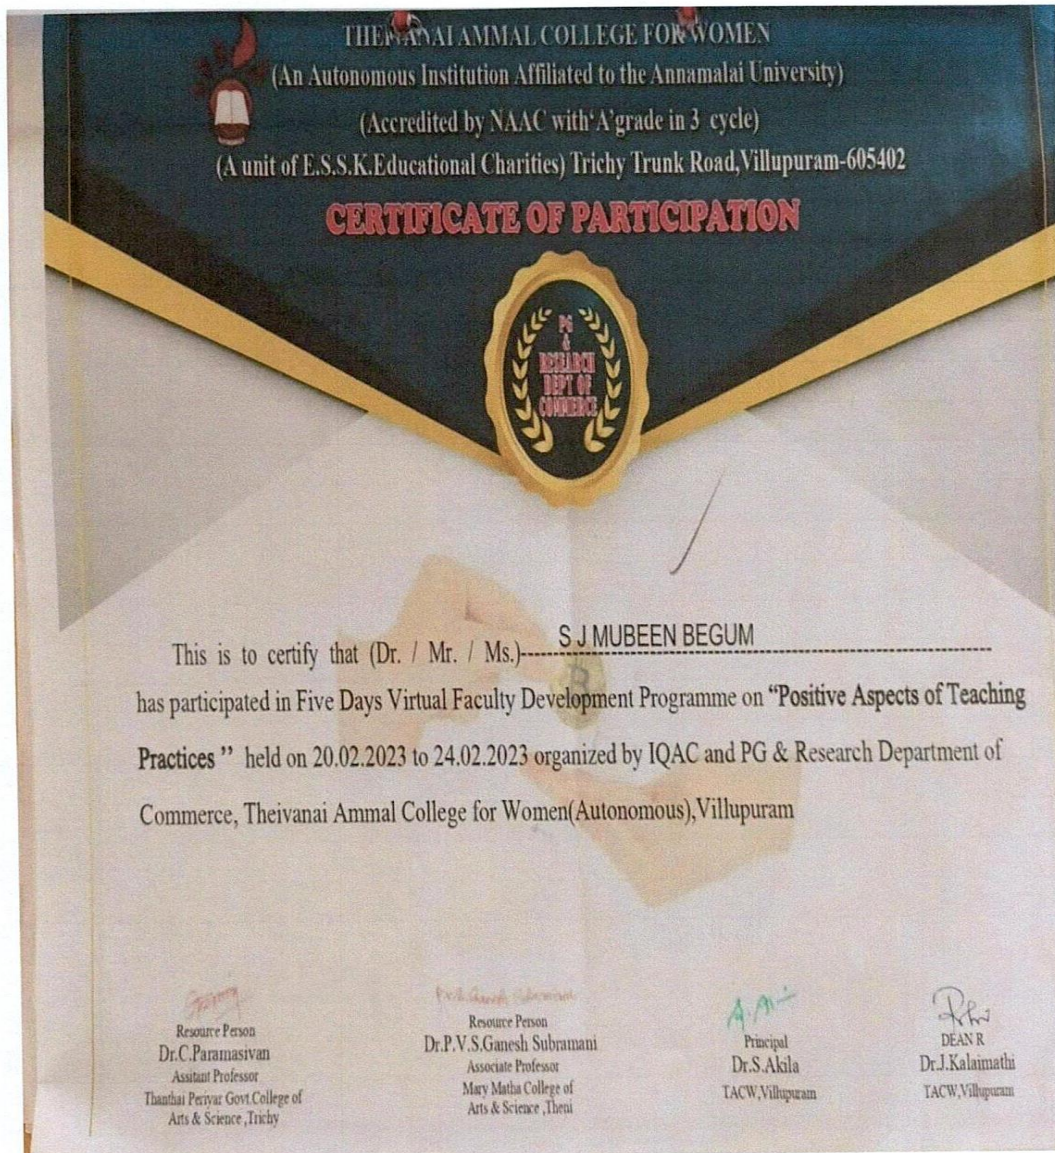 THEIVANAI AMMAL COLLEGE FOR WOMEN
(An Autonomous Institution Affiliated to the Annamalai University)
(Accredited by NAAC with‘A’grade in 3 cycle)
(A unit of E.S.S.K.Educational Charities) Trichy Trunk Road,Villupuram-605402
CERTIFICATE OF PARTICIPATION
PG
&
RESEARCH
DEPT OF
COMMERCE
This is to certify that (Dr. / Mr. / Ms.) S J MUBEEN BEGUM
has participated in Five Days Virtual Faculty Development Programme on “Positive Aspects of Teaching
Practices ” held on 20.02.2023 to 24.02.2023 organized by IQAC and PG & Research Department of
Commerce, Theivanai Ammal College for Women(Autonomous),Villupuram
Resource Person
Dr.C.Paramasivan
Assitant Professor
Thanthai Periyar Govt.College of
Arts & Science ,Trichy
Resource Person
Dr.P.V.S.Ganesh Subramani
Associate Professor
Mary Matha College of
Arts & Science ,Theni
Principal
Dr.S.Akila
TACW,Villupuram
DEAN R
Dr.J.Kalaimathi
TACW,Villupuram